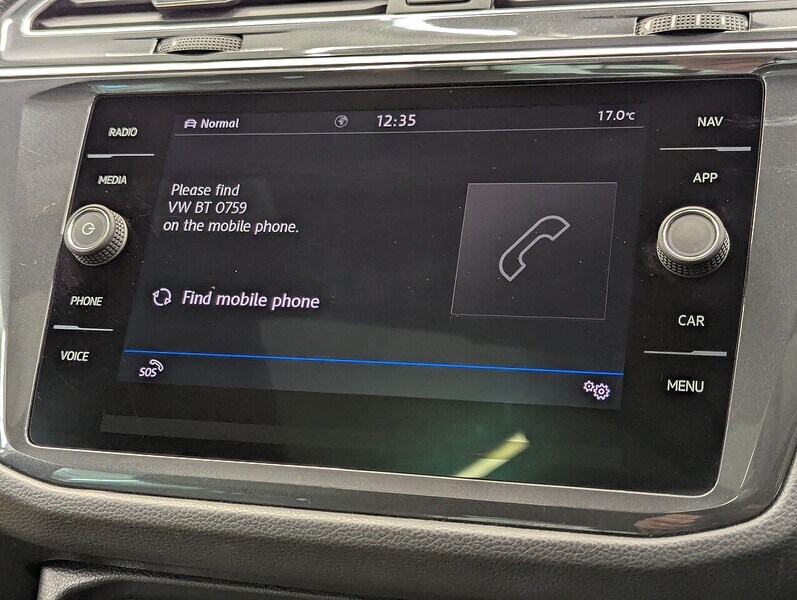 RADIO
MEDIA
PHONE
VOICE
Normal
12:35
17.0°C
Please find
VW BT 0759
on the mobile phone.
Find mobile phone
SOS
NAV
APP
CAR
MENU